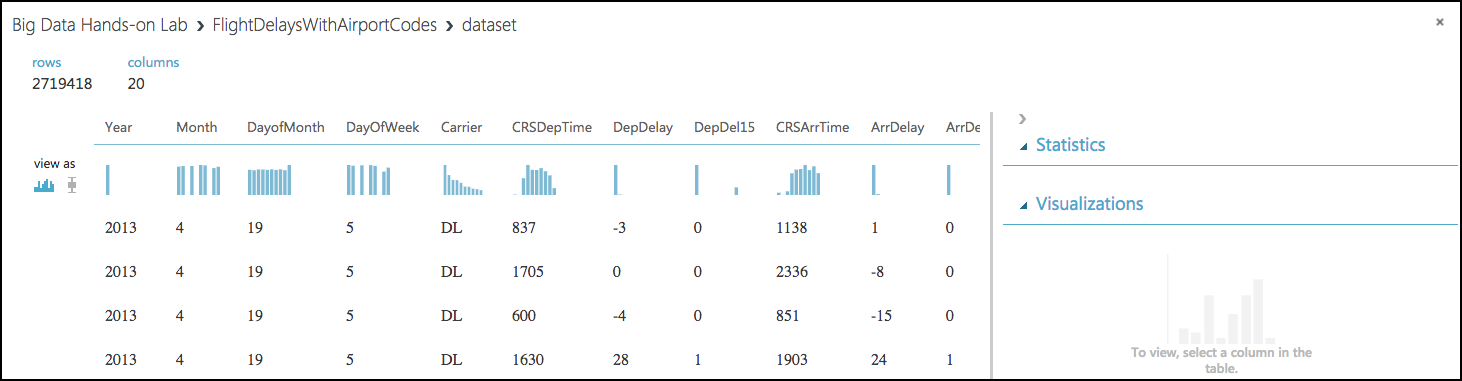 Big Data Hands-on Lab > FlightDelaysWithAirportCodes > dataset ×
rows columns
2719418 20
Year Month DayofMonth DayOfWeek Carrier CRSDepTime DepDelay DepDel15 CRSArrTime ArrDelay ArrDe
Statistics
view as
Visualizations
2013 4 19 5 DL 837 -3 0 1138 1 0
2013 4 19 5 DL 1705 0 0 2336 -8 0
2013 4 19 5 DL 600 -4 0 851 -15 0
2013 4 19 5 DL 1630 28 1 1903 24 1
To view, select a column in the
table.